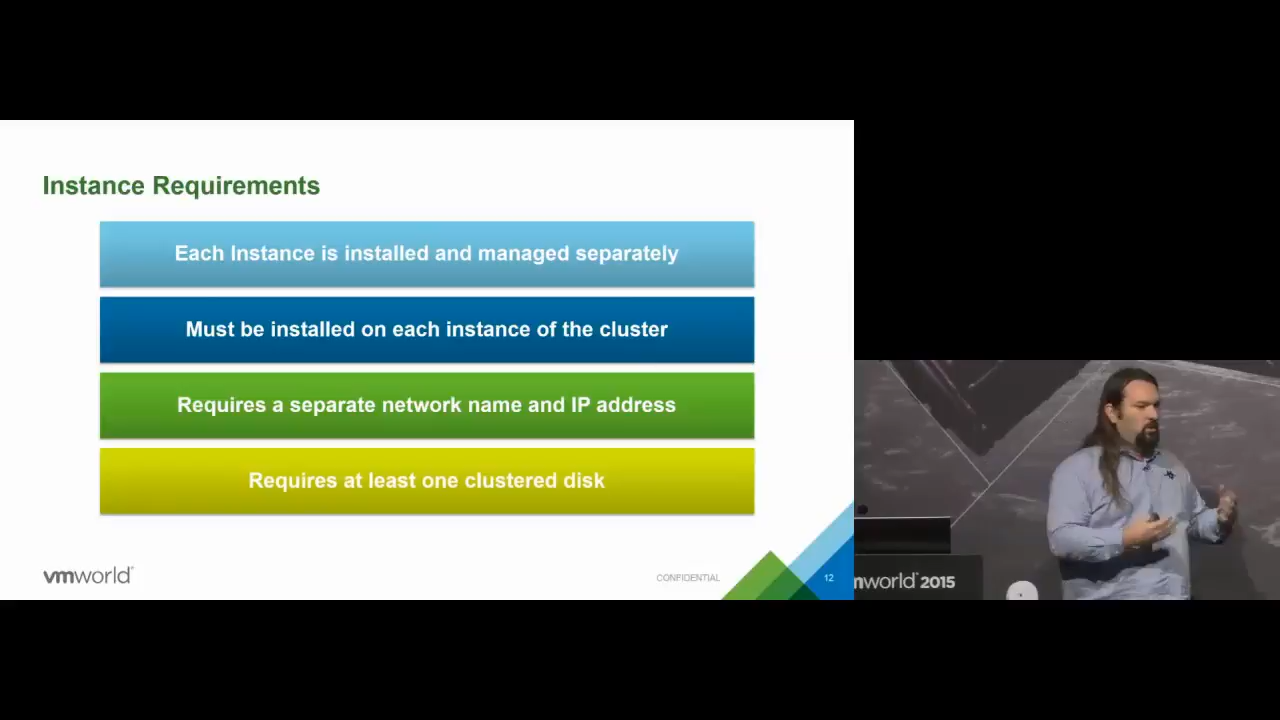 Instance Requirements
Each Instance is installed and managed separately
Must be installed on each instance of the cluster
Requires a separate network name and IP address
Requires at least one clustered disk
vmworld
CONFIDENTIAL
12
mworld 2015